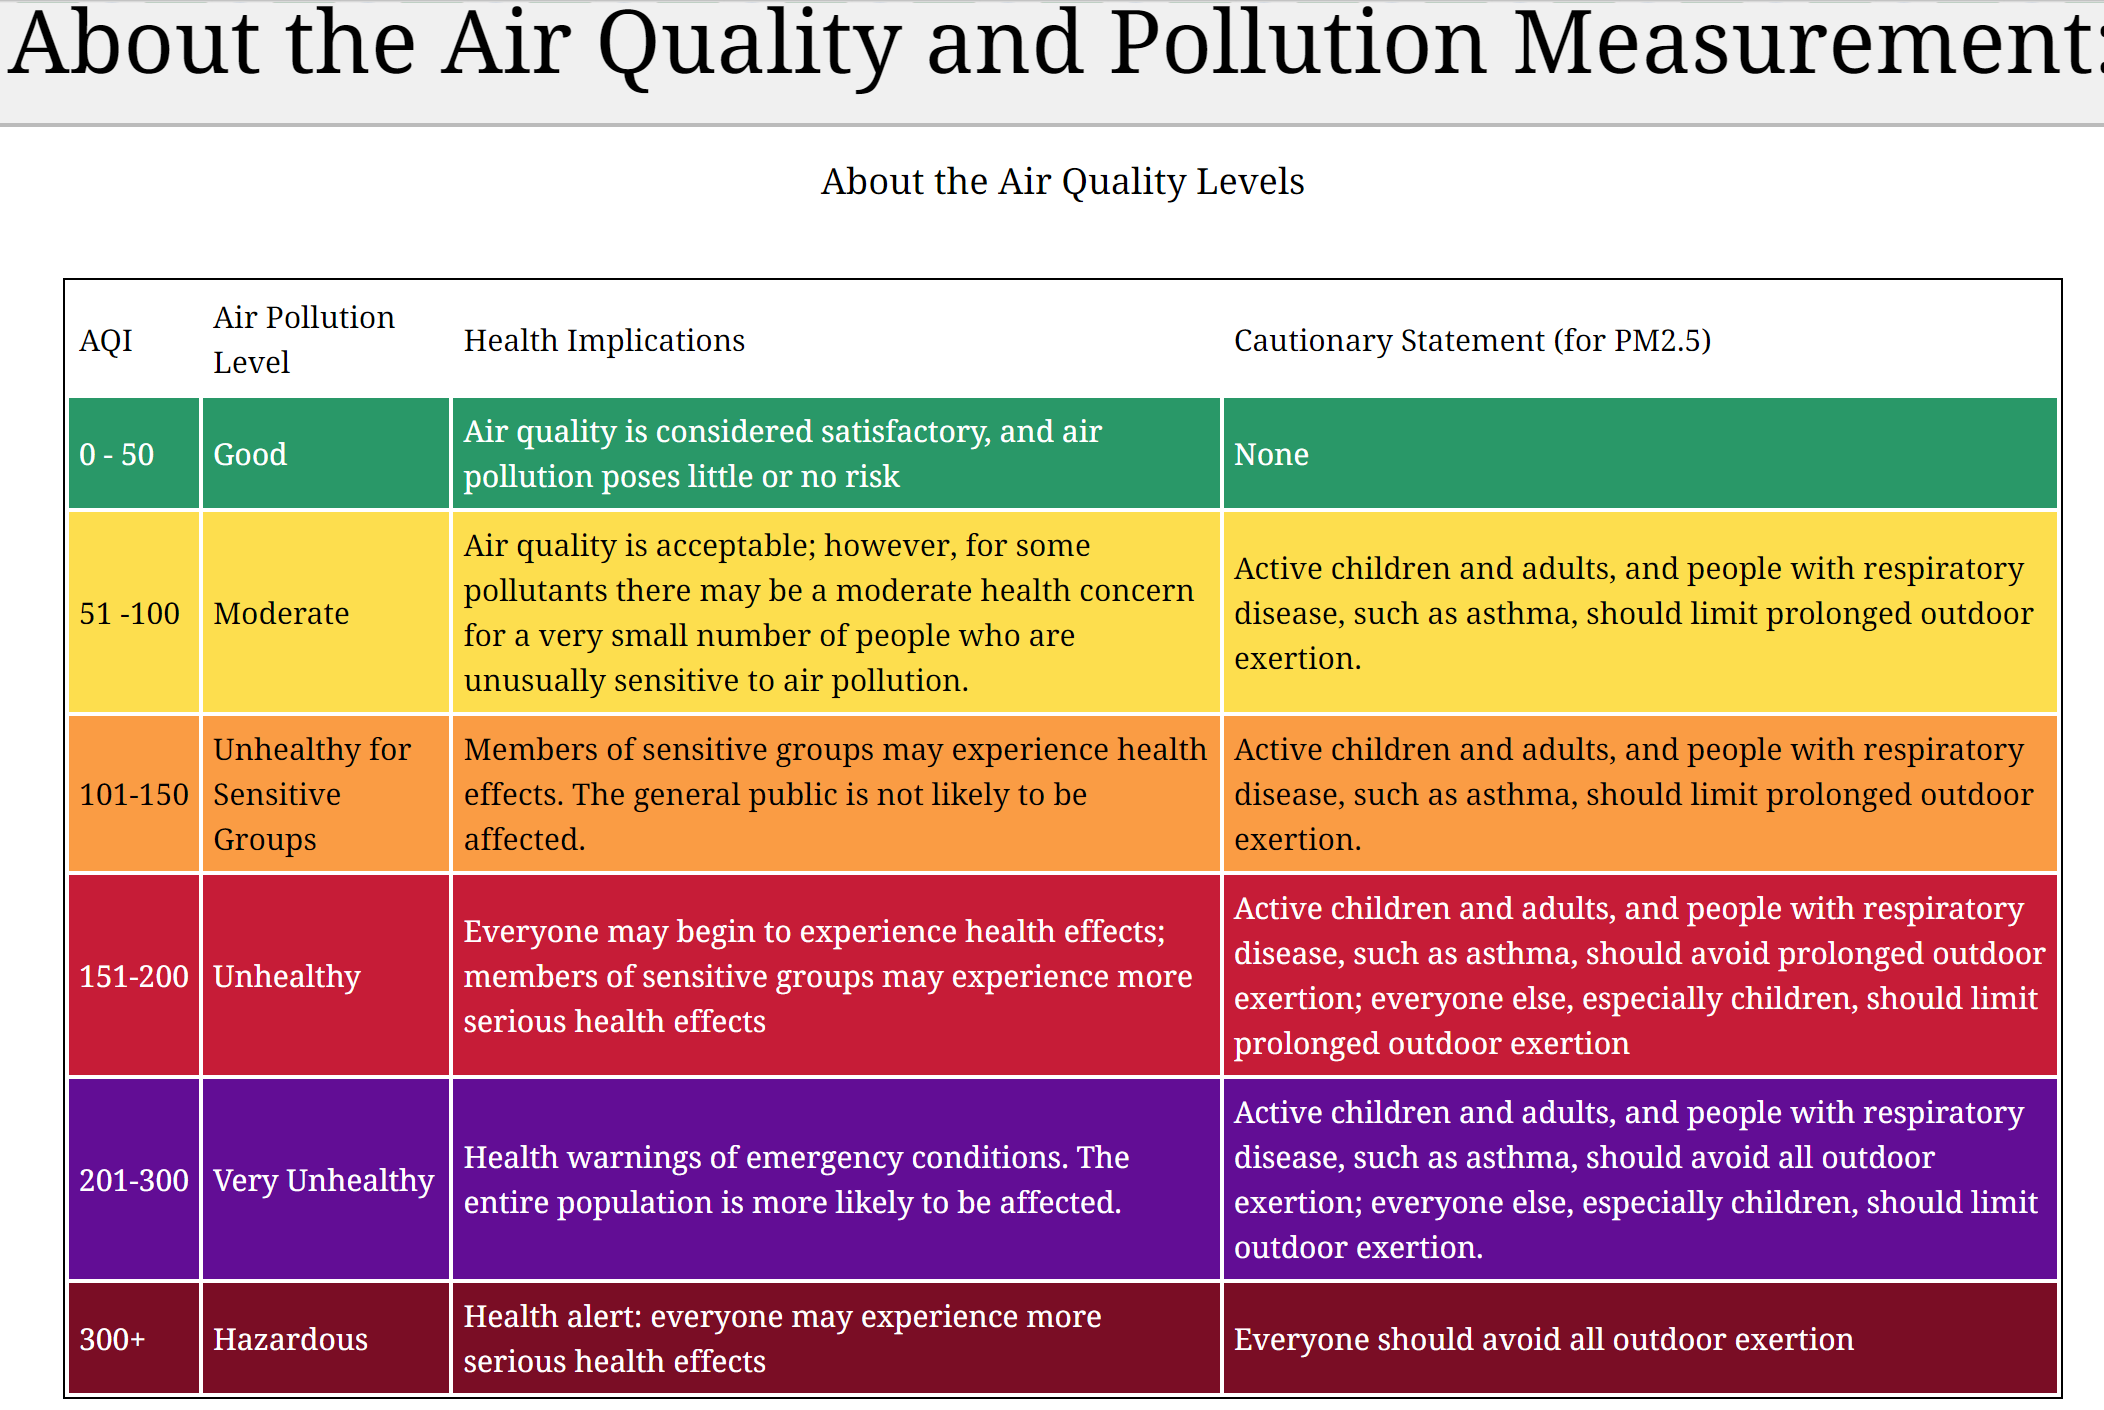 About the Air Quality and Pollution Measurement:
About the Air Quality Levels
AQI
Air Pollution
Level
Health Implications
Cautionary Statement (for PM2.5)
0 - 50
Good
Air quality is considered satisfactory, and air
pollution poses little or no risk
None
51 -100
Moderate
Air quality is acceptable; however, for some
pollutants there may be a moderate health concern
for a very small number of people who are
unusually sensitive to air pollution.
Active children and adults, and people with respiratory
disease, such as asthma, should limit prolonged outdoor
exertion.
101-150
Unhealthy for
Sensitive
Groups
Members of sensitive groups may experience health
effects. The general public is not likely to be
affected.
Active children and adults, and people with respiratory
disease, such as asthma, should limit prolonged outdoor
exertion.
151-200
Unhealthy
Everyone may begin to experience health effects;
members of sensitive groups may experience more
serious health effects
Active children and adults, and people with respiratory
disease, such as asthma, should avoid prolonged outdoor
exertion; everyone else, especially children, should limit
prolonged outdoor exertion
201-300
Very Unhealthy
Health warnings of emergency conditions. The
entire population is more likely to be affected.
Active children and adults, and people with respiratory
disease, such as asthma, should avoid all outdoor
exertion; everyone else, especially children, should limit
outdoor exertion.
300+
Hazardous
Health alert: everyone may experience more
serious health effects
Everyone should avoid all outdoor exertion